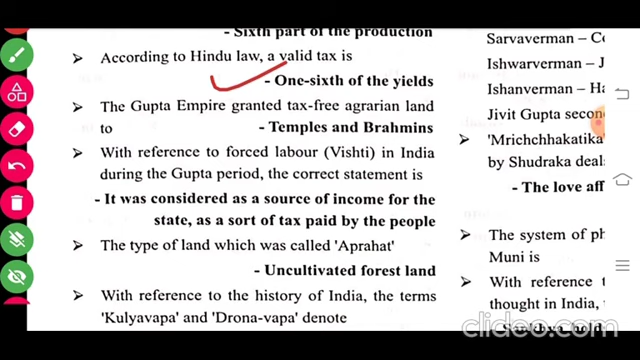 Sixth part of the production
According to Hindu law, a valid tax is
- One-sixth of the yields
The Gupta Empire granted tax-free agrarian land
to - Temples and Brahmins
With reference to forced labour (Vishti) in India
during the Gupta period, the correct statement is
- It was considered as a source of income for the
state, as a sort of tax paid by the people
The type of land which was called 'Aprahat'
- Uncultivated forest land
With reference to the history of India, the terms
'Kulyavapa' and 'Drona-vapa' denote
Sarvaverman –
Ishwarverman – J
Ishanverman – Ha
Jivit Gupta secon
'Mrichchhakatika'
by Shudraka deal
- The love aff
The system of ph
Muni is
With reference t
thought in India,
clideo.com